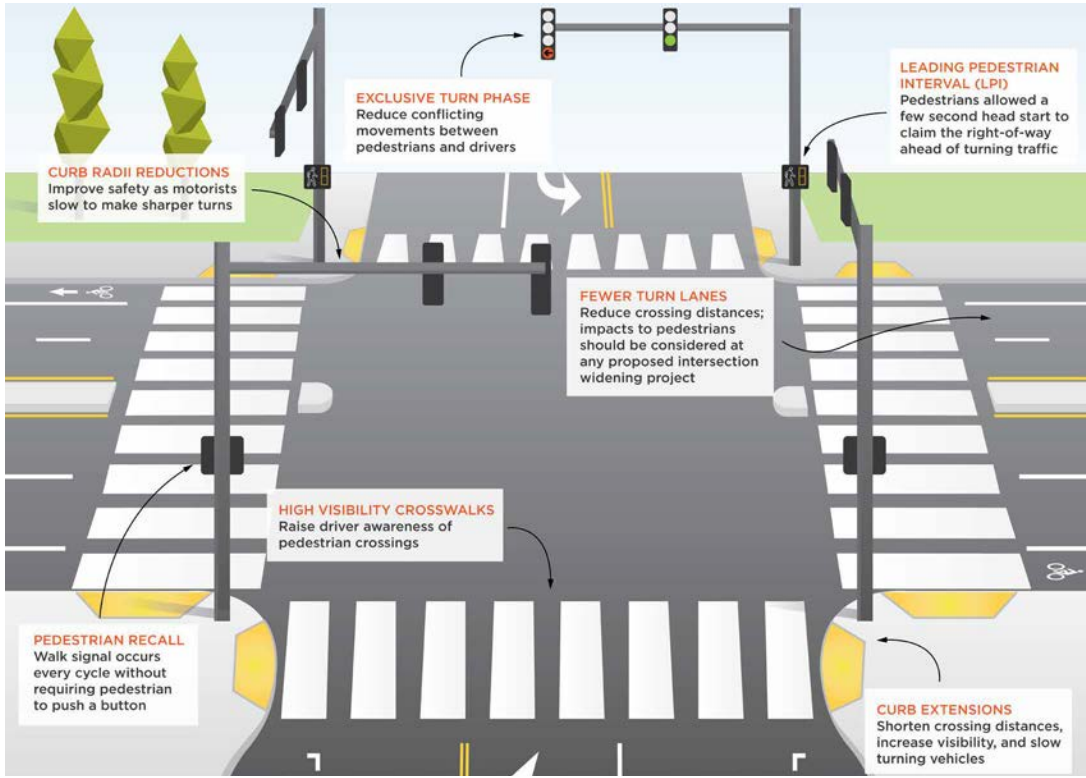 EXCLUSIVE TURN PHASE
Reduce conflicting
movements between
pedestrians and drivers
LEADING PEDESTRIAN
INTERVAL (LPI)
Pedestrians allowed a
few second head start to
claim the right-of-way
ahead of turning traffic
CURB RADII REDUCTIONS
Improve safety as motorists
slow to make sharper turns
FEWER TURN LANES
Reduce crossing distances;
impacts to pedestrians
should be considered at
any proposed intersection
widening project
HIGH VISIBILITY CROSSWALKS
Raise driver awareness of
pedestrian crossings
PEDESTRIAN RECALL
Walk signal occurs
every cycle without
requiring pedestrian
to push a button
CURB EXTENSIONS
Shorten crossing distances,
increase visibility, and slow
turning vehicles